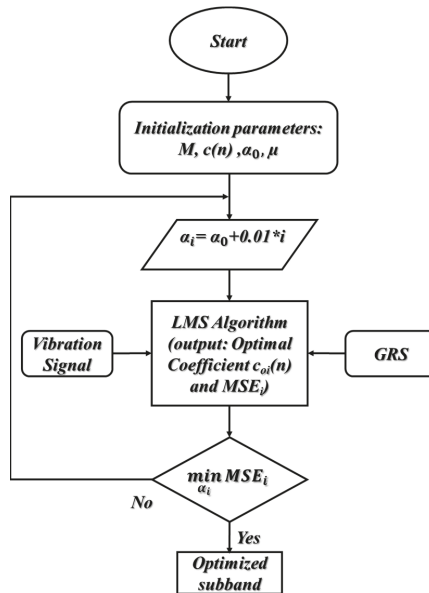 Start
Initialization parameters:
M, c(n) ,α₀, μ
αᵢ= α₀+0.01*i
LMS Algorithm
(output: Optimal
Coefficient cₒᵢ(n)
and MSEᵢ)
Vibration
Signal
GRS
min MSEᵢ
αᵢ
No
Yes
Optimized
subband